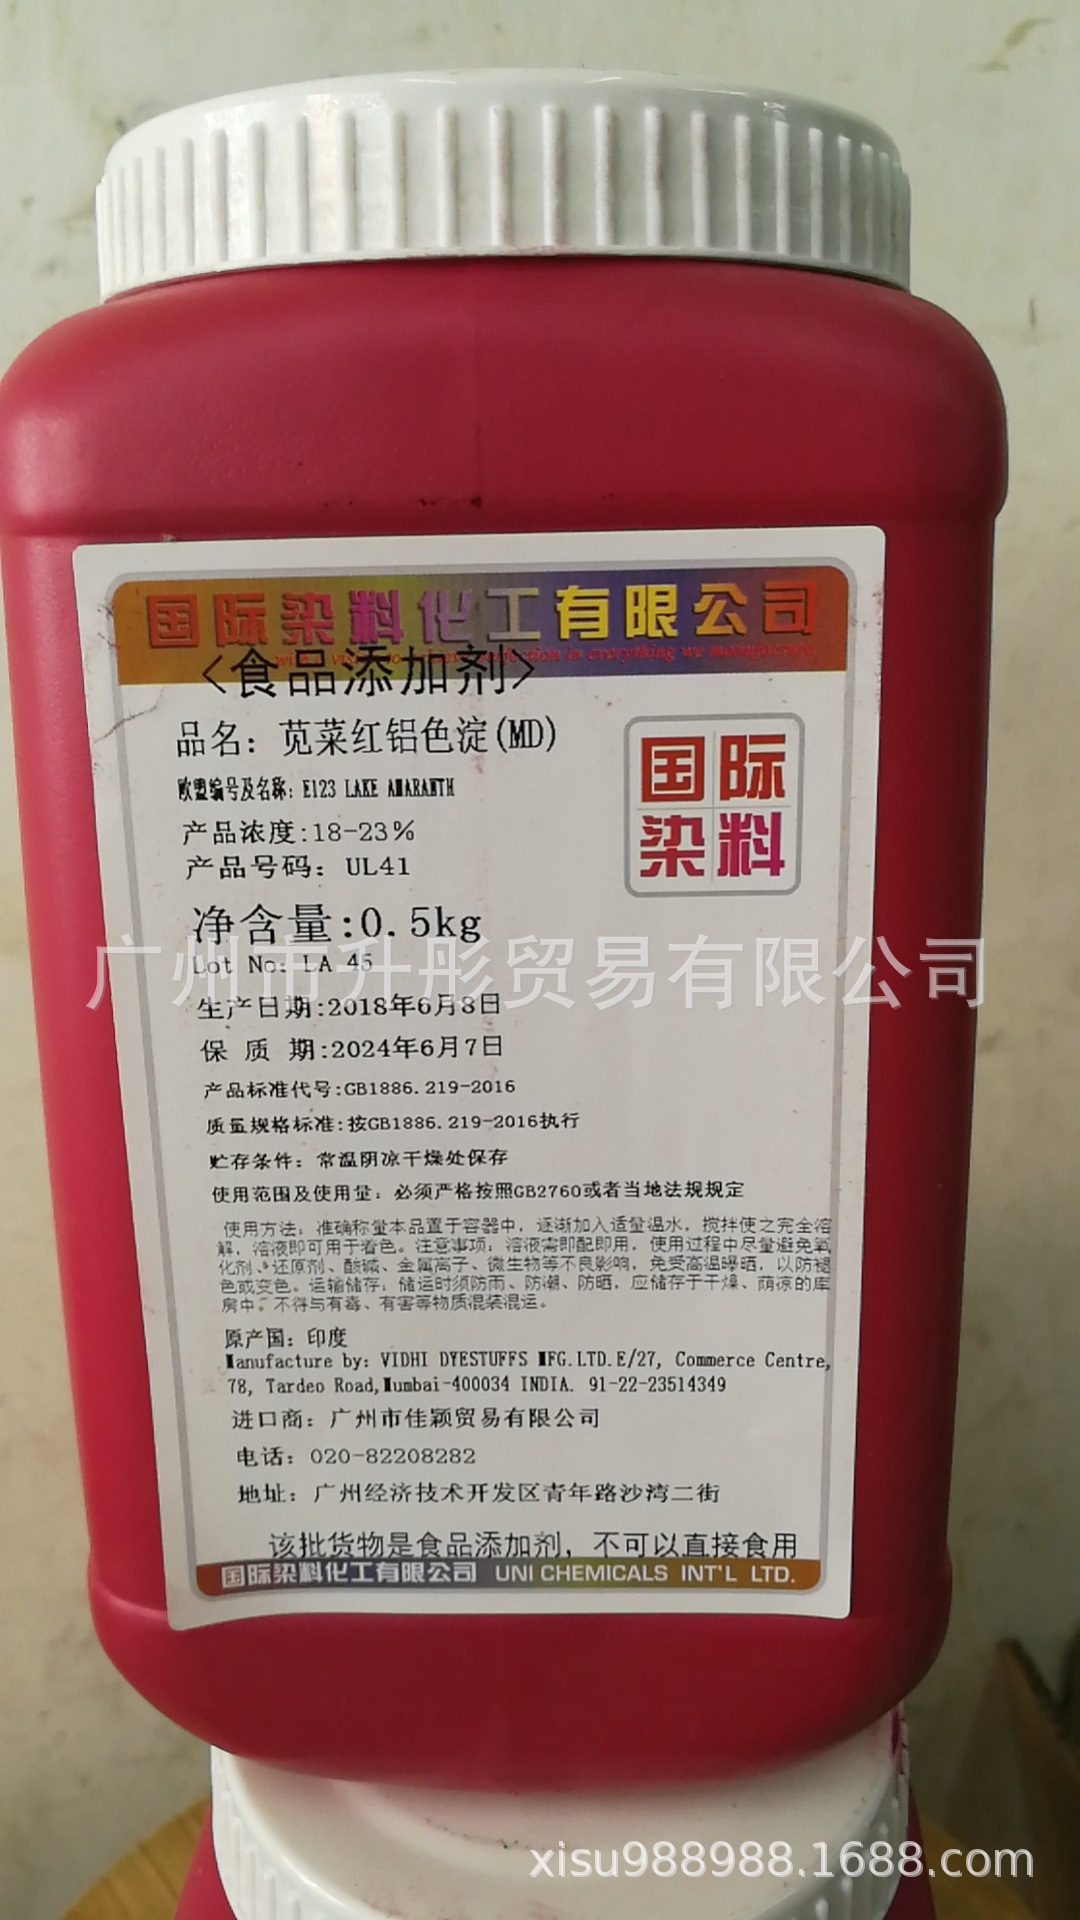 国际染料化工有限公司
<食品添加剂>
品名：苋菜红铝色淀(MD)
欧盟编号及名称：E123 LAKE AMARANTH
产品浓度:18-23%
产品号码：UL41
国际
染料
净含量:0.5kg
Lot No: LA 45
广州市升彤贸易有限公司
生产日期:2018年6月8日
保 质 期:2024年6月7日
产品标准代号:GB1886.219-2016
质量规格标准:按GB1886.219-2016执行
贮存条件：常温阴凉干燥处保存
使用范围及使用量：必须严格按照GB2760或者当地法规规定
使用方法：准确称量本品置于容器中，逐渐加入适量温水，搅拌使之完全溶
解，溶液即可用于着色。注意事项：溶液需即配即用，使用过程中尽量避免氧
化剂、还原剂、酸碱、金属离子、微生物等不良影响，免受高温曝晒，以防褪
色或变色。运输储存：储运时须防雨、防潮、防晒，应储存于干燥、荫凉的库
房中。不得与有毒、有害等物质混装混运。
原产国：印度
Manufacture by: VIDHI DYESTUFFS MFG.LTD.E/27, Commerce Centre,
78, Tardeo Road,Mumbai-400034 INDIA. 91-22-23514349
进口商：广州市佳颖贸易有限公司
电话：020-82208282
地址：广州经济技术开发区青年路沙湾二街
该批货物是食品添加剂，不可以直接食用
国际染料化工有限公司 UNI CHEMICALS INT'L LTD.
xisu988988.1688.com